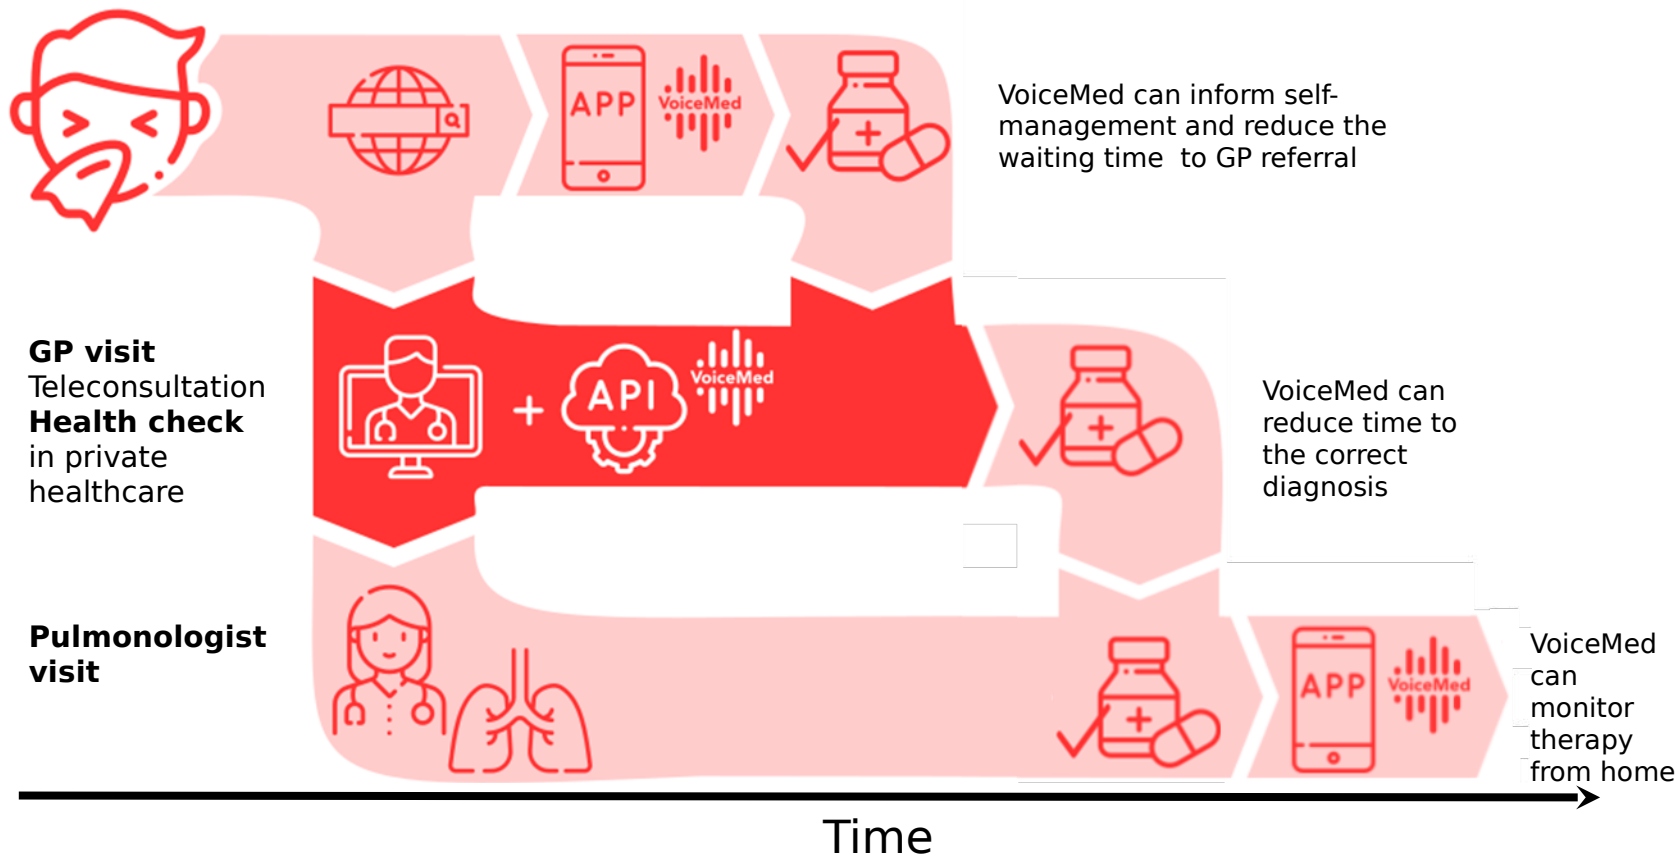 APP
VoiceMed
VoiceMed can inform self-
management and reduce the
waiting time  to GP referral
GP visit
Teleconsultation
Health check
in private
healthcare
API
VoiceMed
VoiceMed can
reduce time to
the correct
diagnosis
Pulmonologist
visit
APP
VoiceMed
VoiceMed
can
monitor
therapy
from home
Time